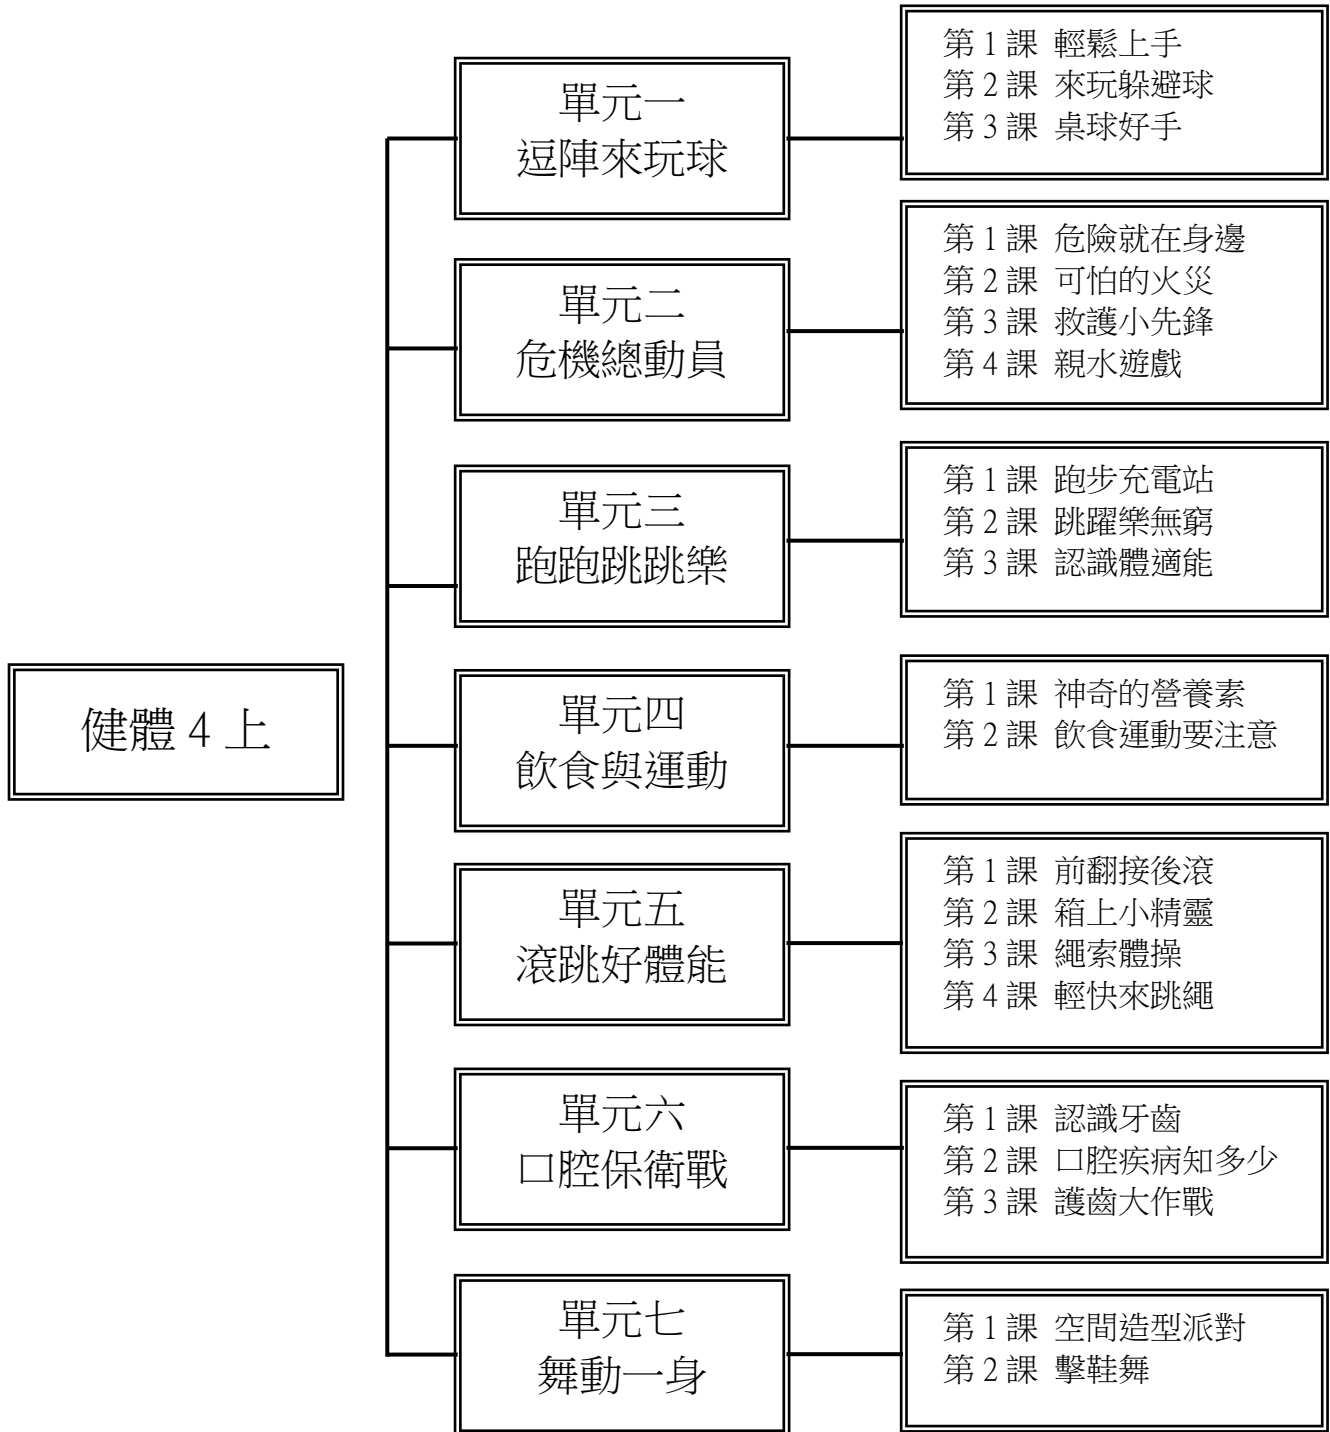 健體 4 上
單元一
逗陣來玩球
第 1 課 輕鬆上手
第 2 課 來玩躲避球
第 3 課 桌球好手
單元二
危機總動員
第 1 課 危險就在身邊
第 2 課 可怕的火災
第 3 課 救護小先鋒
第 4 課 親水遊戲
單元三
跑跑跳跳樂
第 1 課 跑步充電站
第 2 課 跳躍樂無窮
第 3 課 認識體適能
單元四
飲食與運動
第 1 課 神奇的營養素
第 2 課 飲食運動要注意
單元五
滾跳好體能
第 1 課 前翻接後滾
第 2 課 箱上小精靈
第 3 課 繩索體操
第 4 課 輕快來跳繩
單元六
口腔保衛戰
第 1 課 認識牙齒
第 2 課 口腔疾病知多少
第 3 課 護齒大作戰
單元七
舞動一身
第 1 課 空間造型派對
第 2 課 擊鞋舞